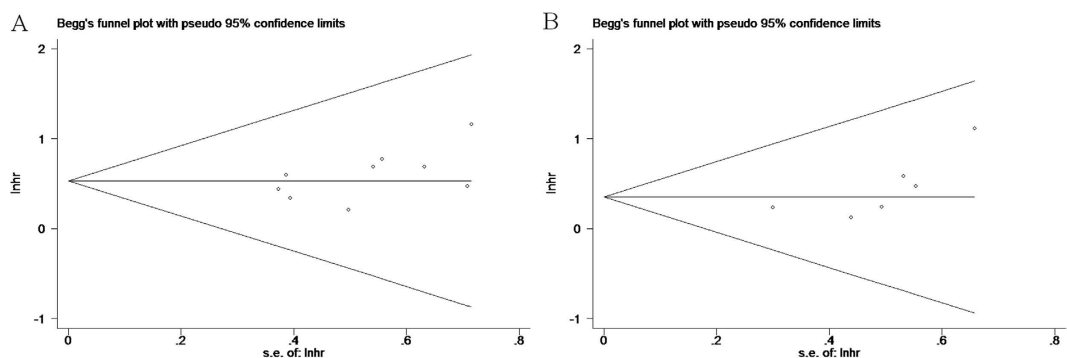 A
Begg's funnel plot with pseudo 95% confidence limits
2
1
0
-1
lnhr
0
.2
.4
.6
.8
s.e. of: lnhr
B
Begg's funnel plot with pseudo 95% confidence limits
2
1
0
-1
lnhr
0
.2
.4
.6
.8
s.e. of: lnhr